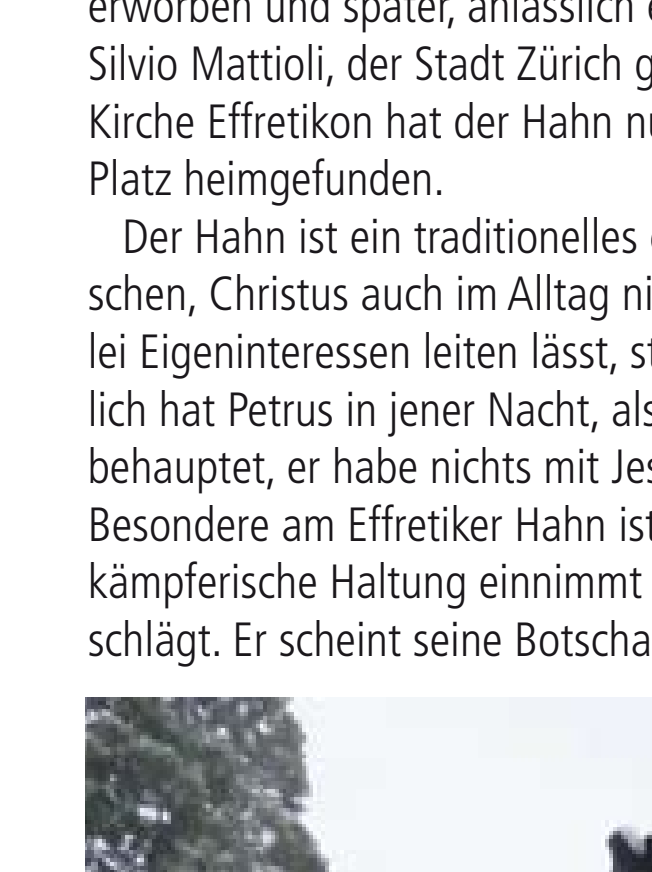 erworben und später, anlässlich
Silvio Mattioli, der Stadt Zürich
Kirche Effretikon hat der Hahn
Platz heimgefunden.
Der Hahn ist ein traditionelles
schen, Christus auch im Alltag
lei Eigeninteressen leiten lässt,
lich hat Petrus in jener Nacht, als
behauptet, er habe nichts mit
Besondere am Effretiker Hahn ist
kämpferische Haltung einnimmt
schlägt. Er scheint seine